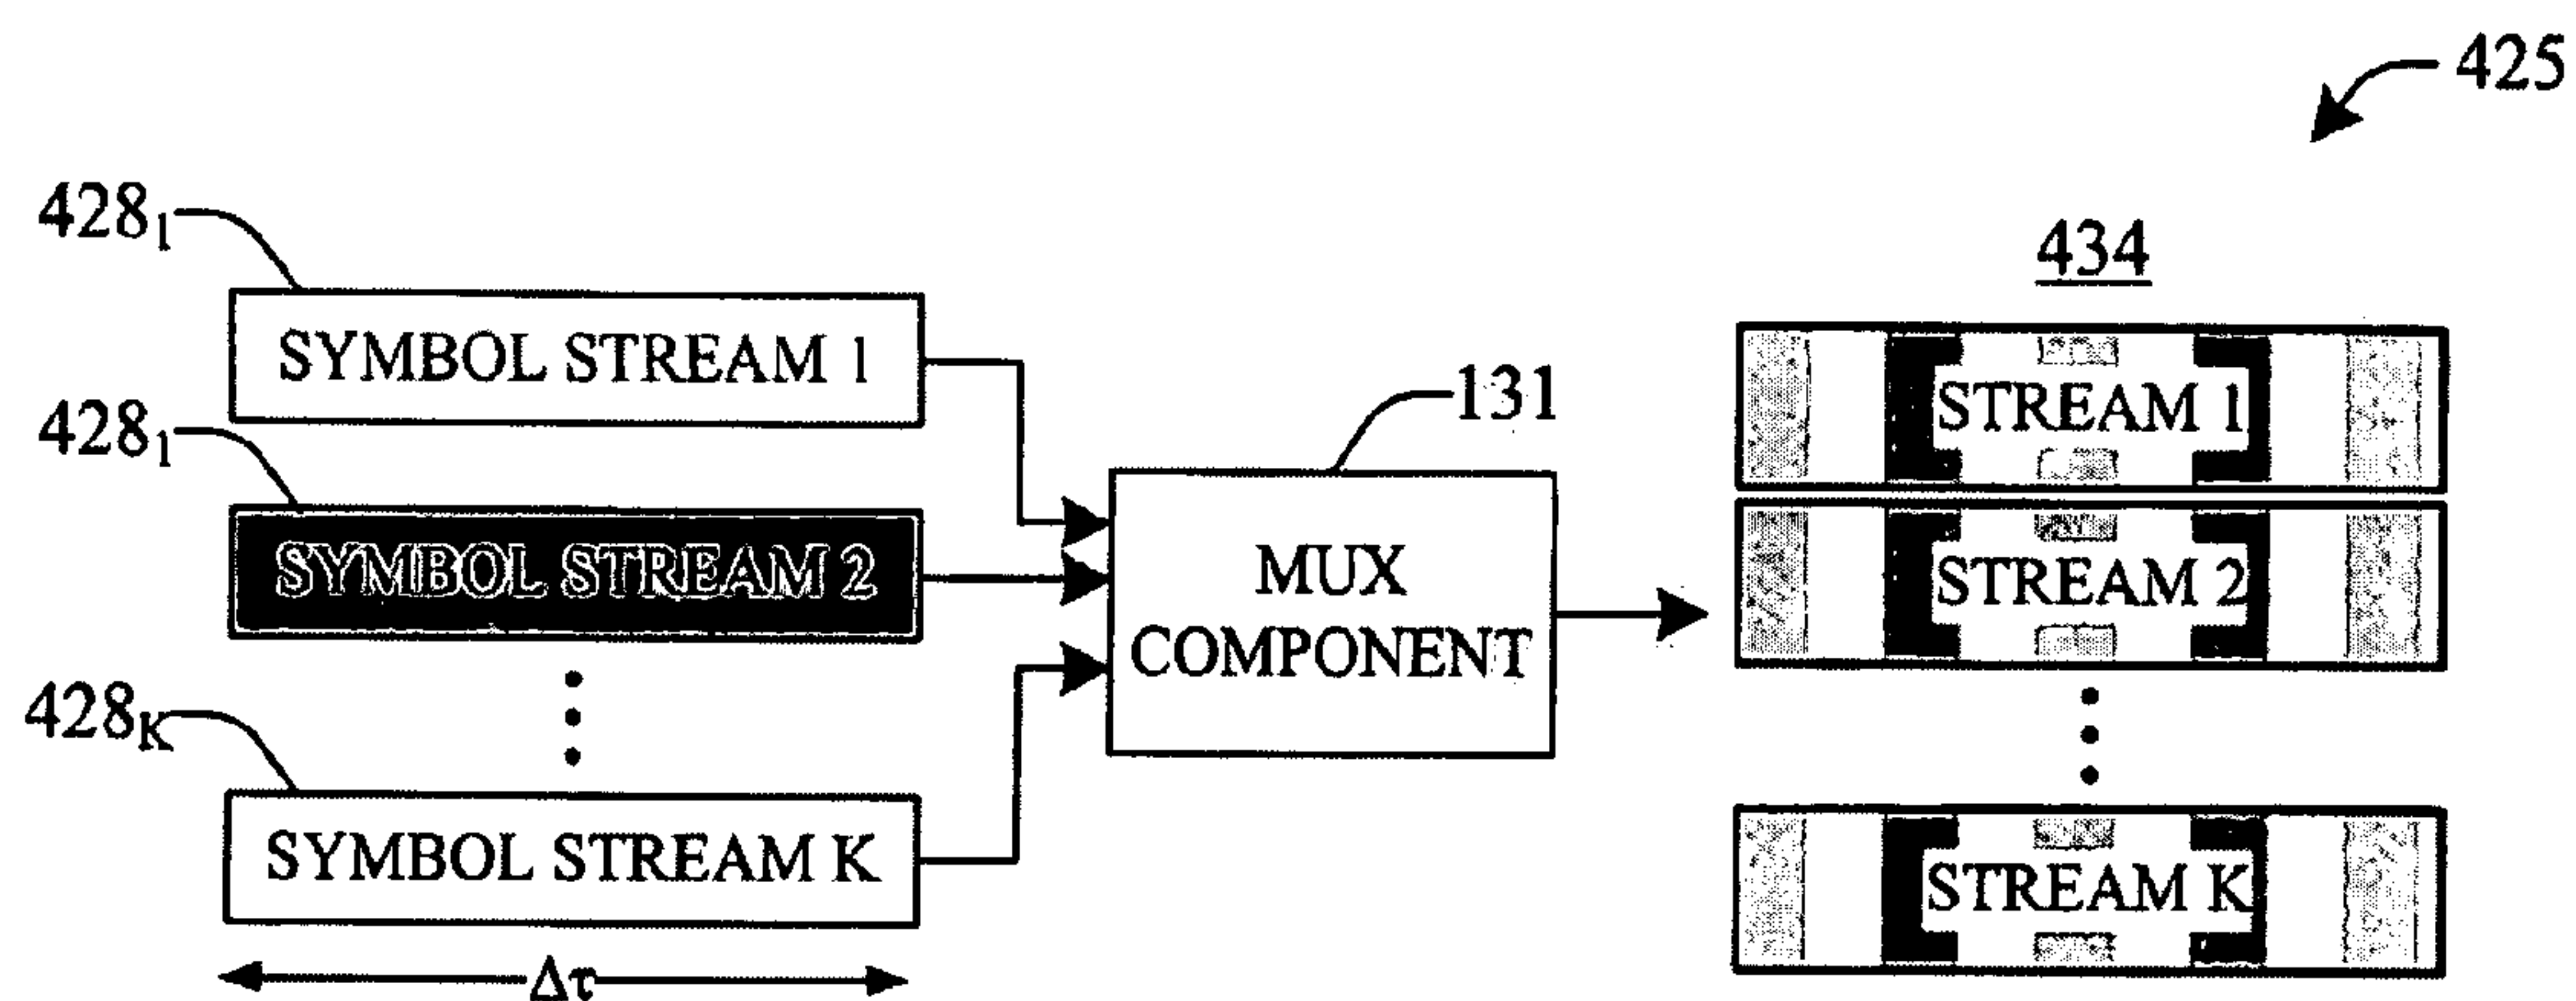 425
434
428₁
SYMBOL STREAM 1
428₁
SYMBOL STREAM 2
428K
SYMBOL STREAM K
Δτ
131
MUX
COMPONENT
STREAM 1
STREAM 2
STREAM K